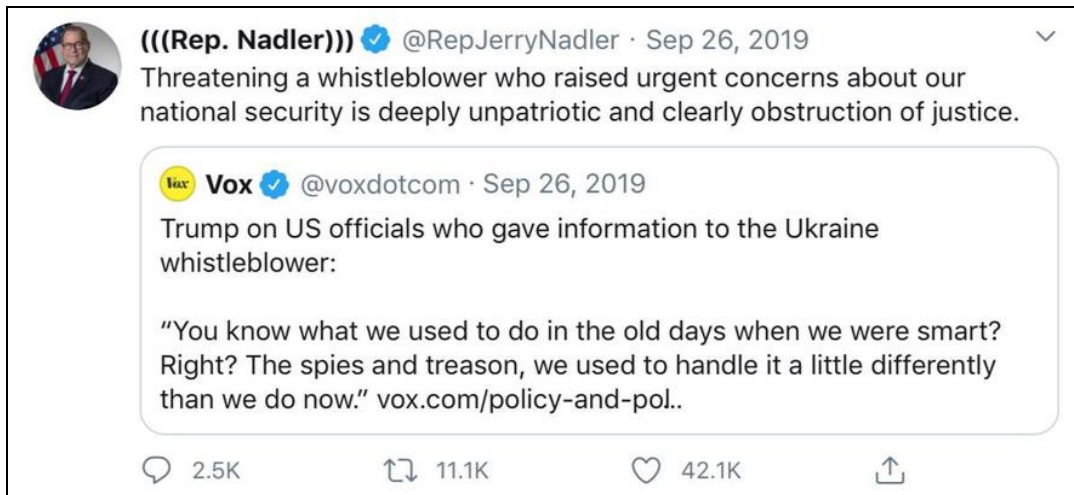 (((Rep. Nadler))) @RepJerryNadler · Sep 26, 2019
Threatening a whistleblower who raised urgent concerns about our
national security is deeply unpatriotic and clearly obstruction of justice.
Vox Vox @voxdotcom · Sep 26, 2019
Trump on US officials who gave information to the Ukraine
whistleblower:
“You know what we used to do in the old days when we were smart?
Right? The spies and treason, we used to handle it a little differently
than we do now.” vox.com/policy-and-pol..
2.5K 11.1K 42.1K